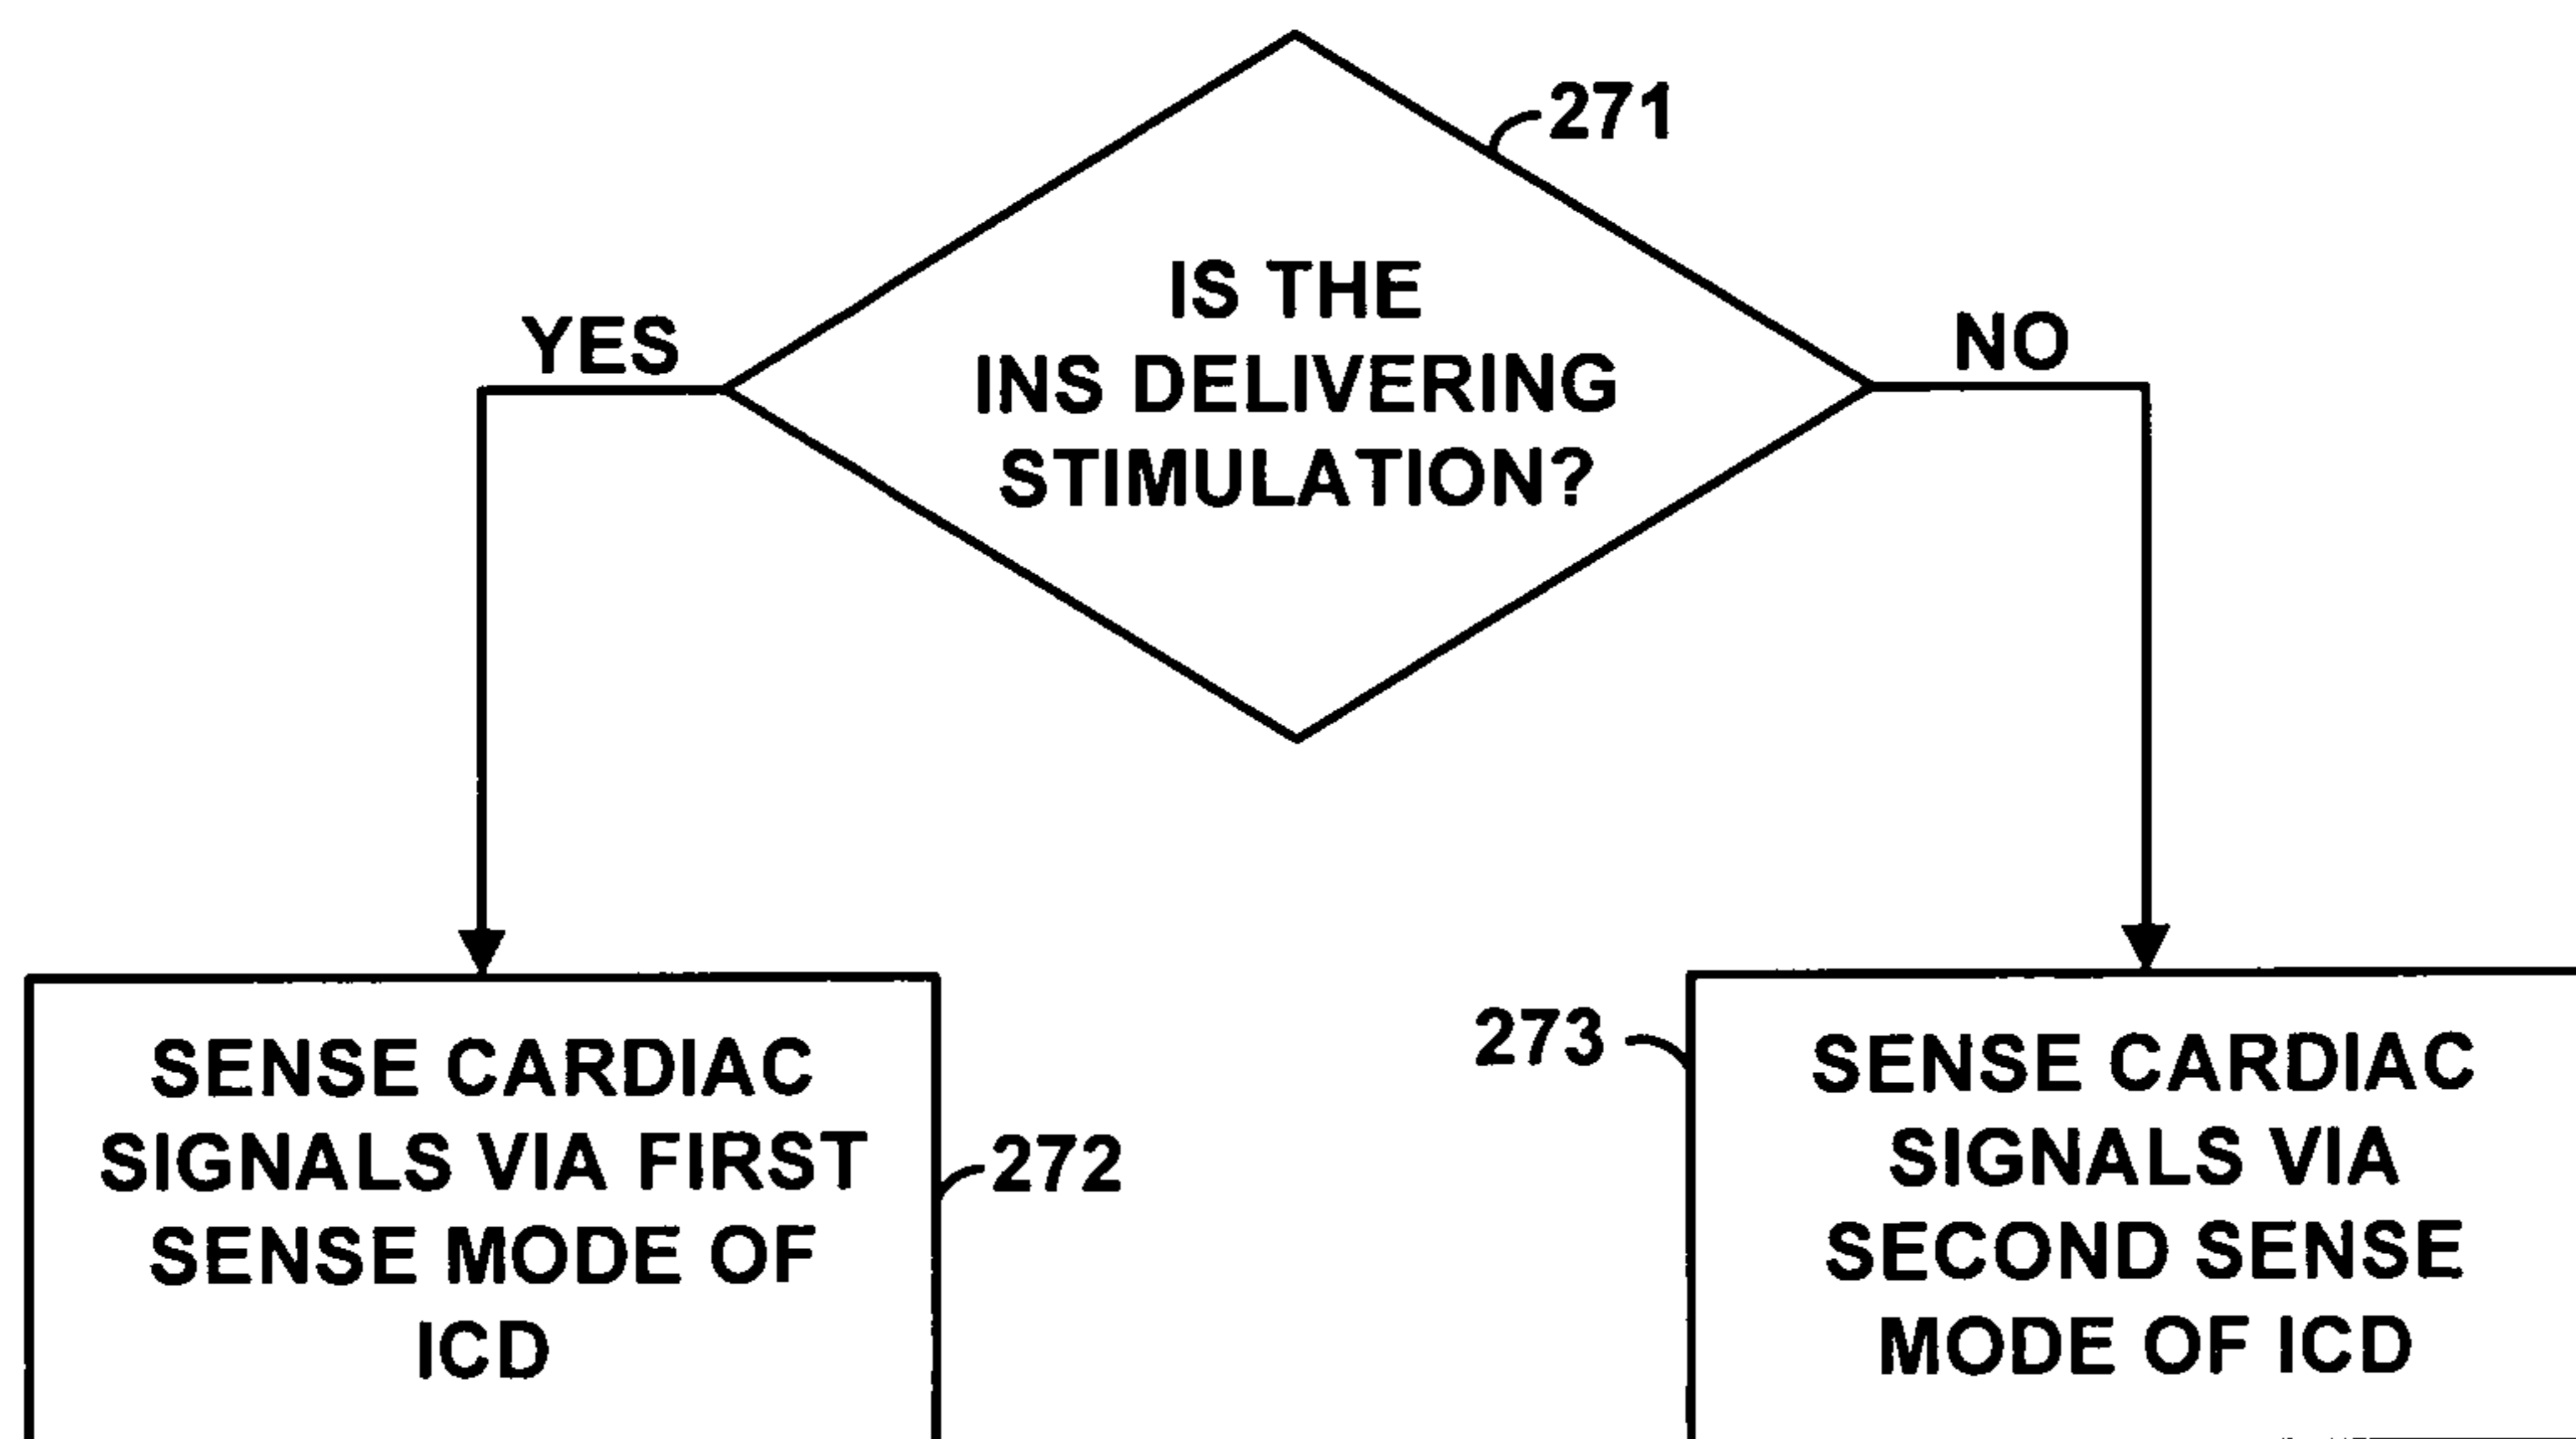 271
IS THE
INS DELIVERING
STIMULATION?
YES
NO
SENSE CARDIAC
SIGNALS VIA FIRST
SENSE MODE OF
ICD
272
273
SENSE CARDIAC
SIGNALS VIA
SECOND SENSE
MODE OF ICD